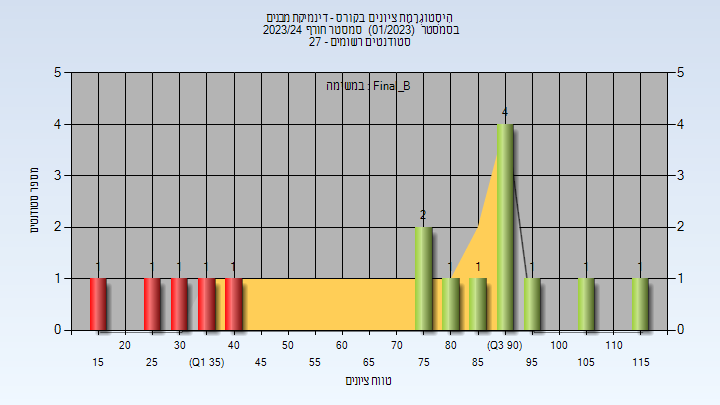 הִיסְטוֹגְרָמַת ציונים בקורס - דינמיקת מבנים
בסמסטר (01/2023) סמסטר חורף 2023/24
סטודנטים רשומים - 27
במשימה : Final_B
מספר סטודנטים
5 5
4 4
3 3
2 2
1 1
0 0
4
2
1 1 1 1 1 1 1 1 1 1
20 30 40 50 60 70 80 (Q3 90) 100 110
15 25 (Q1 35) 45 55 65 75 85 95 105 115
טווח ציונים